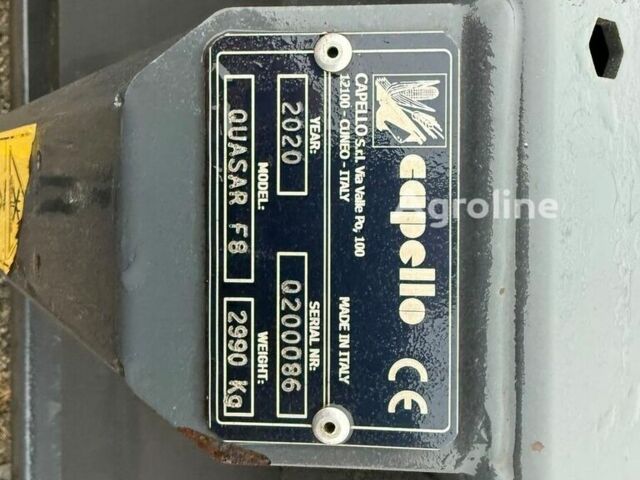 capello
CE
CAPELLO S.r.l. Via Valle Po, 100
12100 - CUNEO - ITALY
MADE IN ITALY
YEAR:
SERIAL NR:
2020
Q200086
MODEL:
WEIGHT:
QUASAR F8
2990 Kg
Agroline